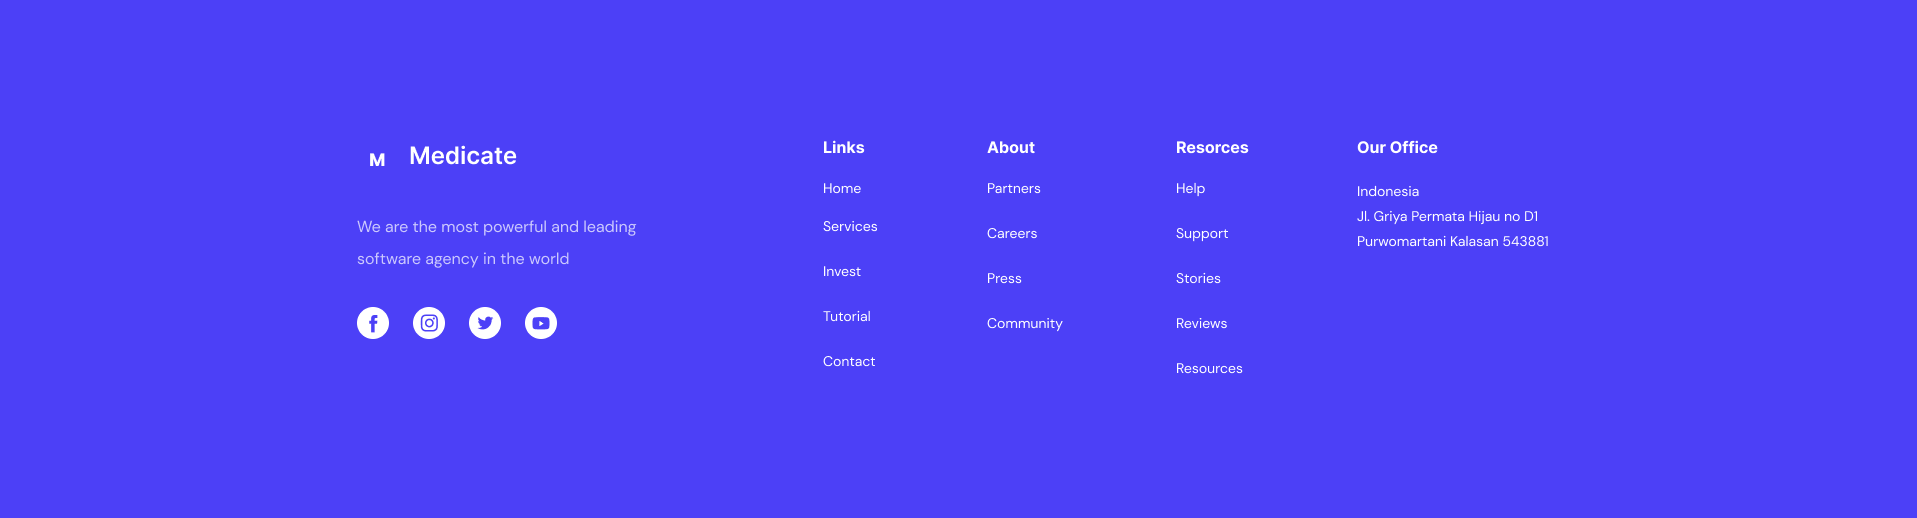 M Medicate
We are the most powerful and leading
software agency in the world
Links
Home
Services
Invest
Tutorial
Contact
About
Partners
Careers
Press
Community
Resorces
Help
Support
Stories
Reviews
Resources
Our Office
Indonesia
Jl. Griya Permata Hijau no D1
Purwomartani Kalasan 543881